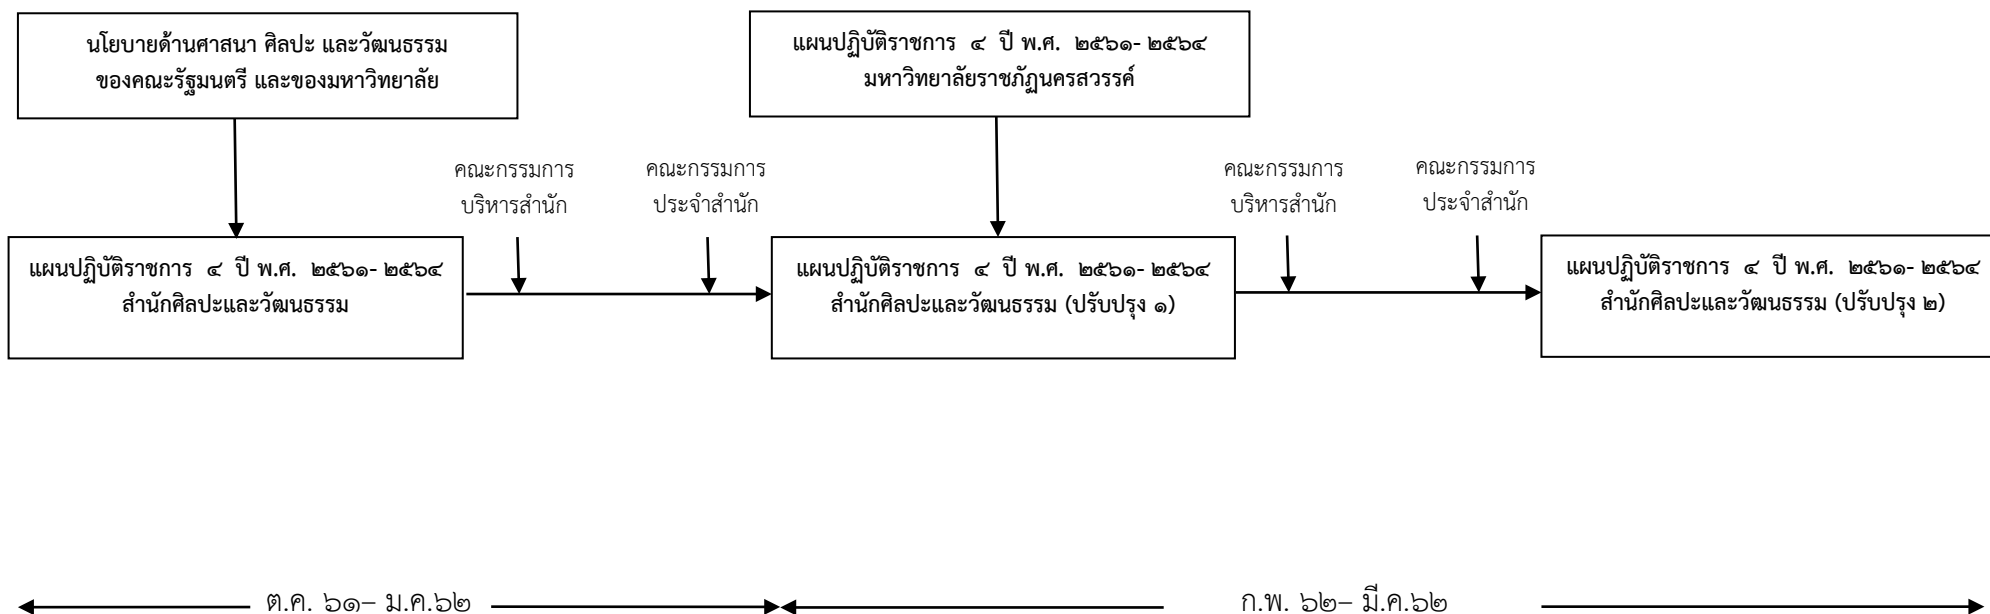 นโยบายด้านศาสนา ศิลปะ และวัฒนธรรม
ของคณะรัฐมนตรี และของมหาวิทยาลัย
แผนปฏิบัติราชการ ๔ ปี พ.ศ. ๒๕๖๑- ๒๕๖๔
มหาวิทยาลัยราชภัฏนครสวรรค์
คณะกรรมการ
บริหารสำนัก
คณะกรรมการ
ประจำสำนัก
คณะกรรมการ
บริหารสำนัก
คณะกรรมการ
ประจำสำนัก
แผนปฏิบัติราชการ ๔ ปี พ.ศ. ๒๕๖๑- ๒๕๖๔
สำนักศิลปะและวัฒนธรรม
แผนปฏิบัติราชการ ๔ ปี พ.ศ. ๒๕๖๑- ๒๕๖๔
สำนักศิลปะและวัฒนธรรม (ปรับปรุง ๑)
แผนปฏิบัติราชการ ๔ ปี พ.ศ. ๒๕๖๑- ๒๕๖๔
สำนักศิลปะและวัฒนธรรม (ปรับปรุง ๒)
ต.ค. ๖๑– ม.ค.๖๒
ก.พ. ๖๒– มี.ค.๖๒